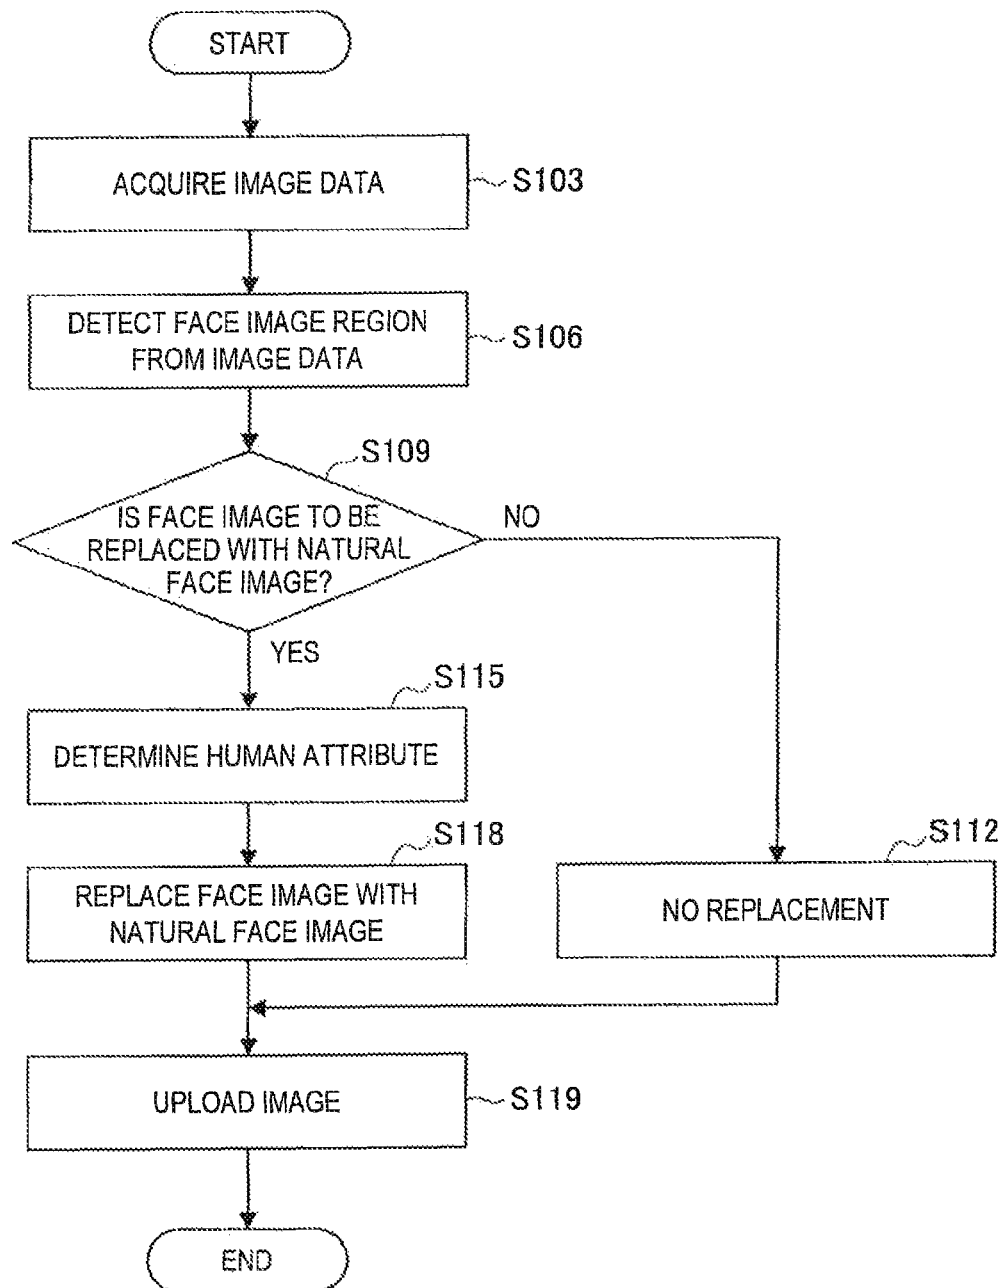 START
ACQUIRE IMAGE DATA
S103
DETECT FACE IMAGE REGION
FROM IMAGE DATA
S106
S109
IS FACE IMAGE TO BE
REPLACED WITH NATURAL
FACE IMAGE?
NO
YES
S115
DETERMINE HUMAN ATTRIBUTE
S118
REPLACE FACE IMAGE WITH
NATURAL FACE IMAGE
S112
NO REPLACEMENT
UPLOAD IMAGE
S119
END